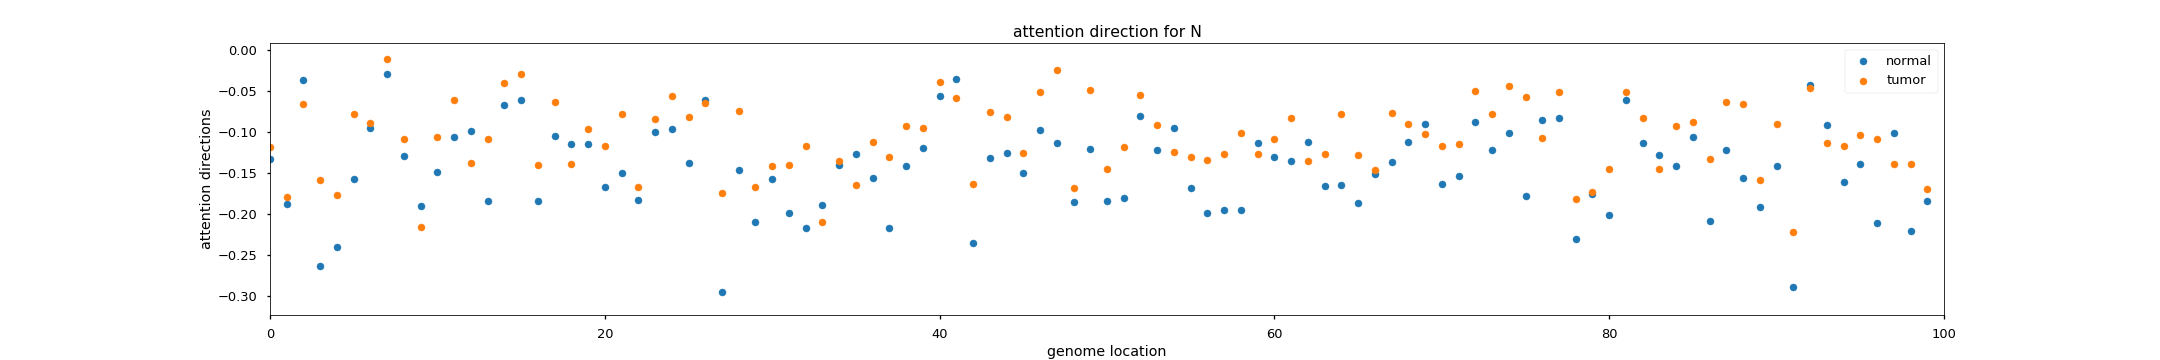 attention direction for N
attention directions
0.00
−0.05
−0.10
−0.15
−0.20
−0.25
−0.30
normal
tumor
0 20 40 60 80 100
genome location